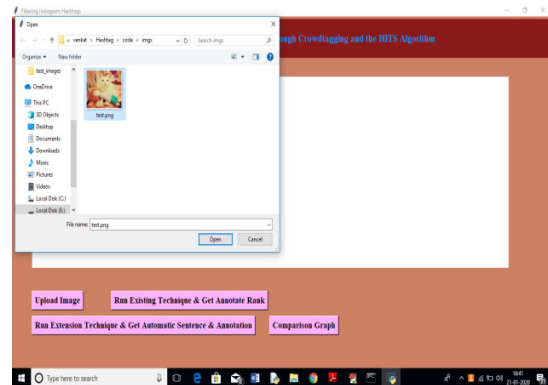 Filtering Instagram Hashtags
Open
« venkat › Hashtag › code › imgs
Search imgs
ough Crowdtagging and the HITS Algorithm
Organize ▾ New folder
test_images
OneDrive
This PC
3D Objects
Desktop
Documents
Downloads
Music
Pictures
Videos
Local Disk (C:)
Local Disk (E:)
test.png
File name: test.png
Open Cancel
Upload Image
Run Existing Technique & Get Annotate Rank
Run Extension Technique & Get Automatic Sentence & Annotation
Comparison Graph
Type here to search
16:41
21-01-2020